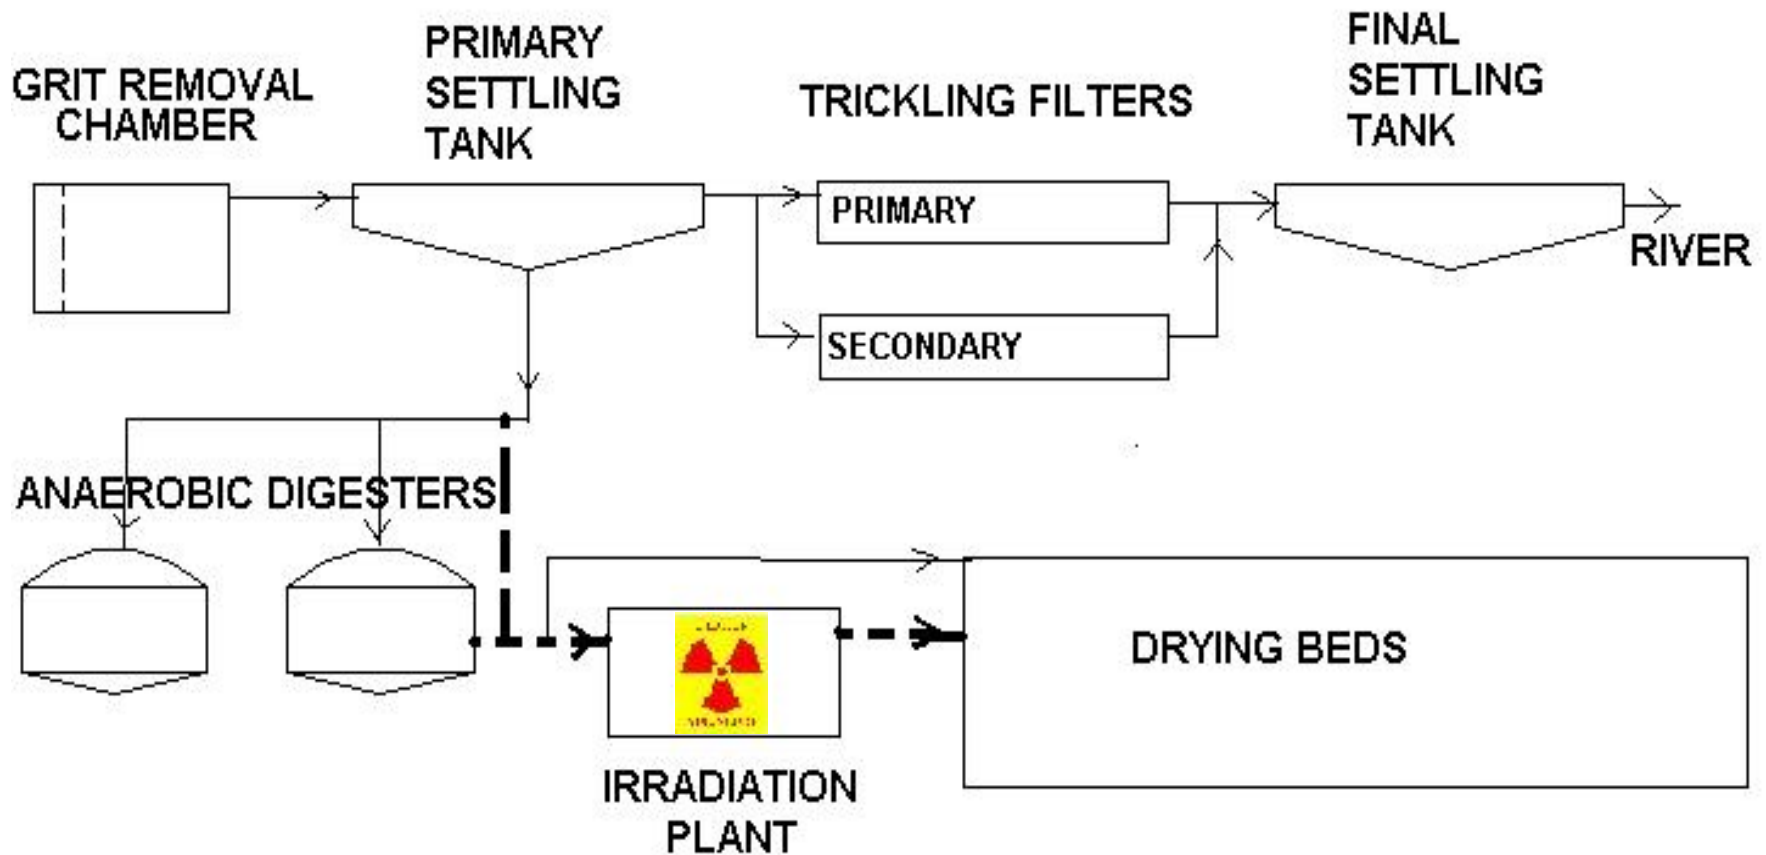 GRIT REMOVAL
CHAMBER
PRIMARY
SETTLING
TANK
TRICKLING FILTERS
FINAL
SETTLING
TANK
PRIMARY
RIVER
SECONDARY
ANAEROBIC DIGESTERS
DRYING BEDS
IRRADIATION
PLANT